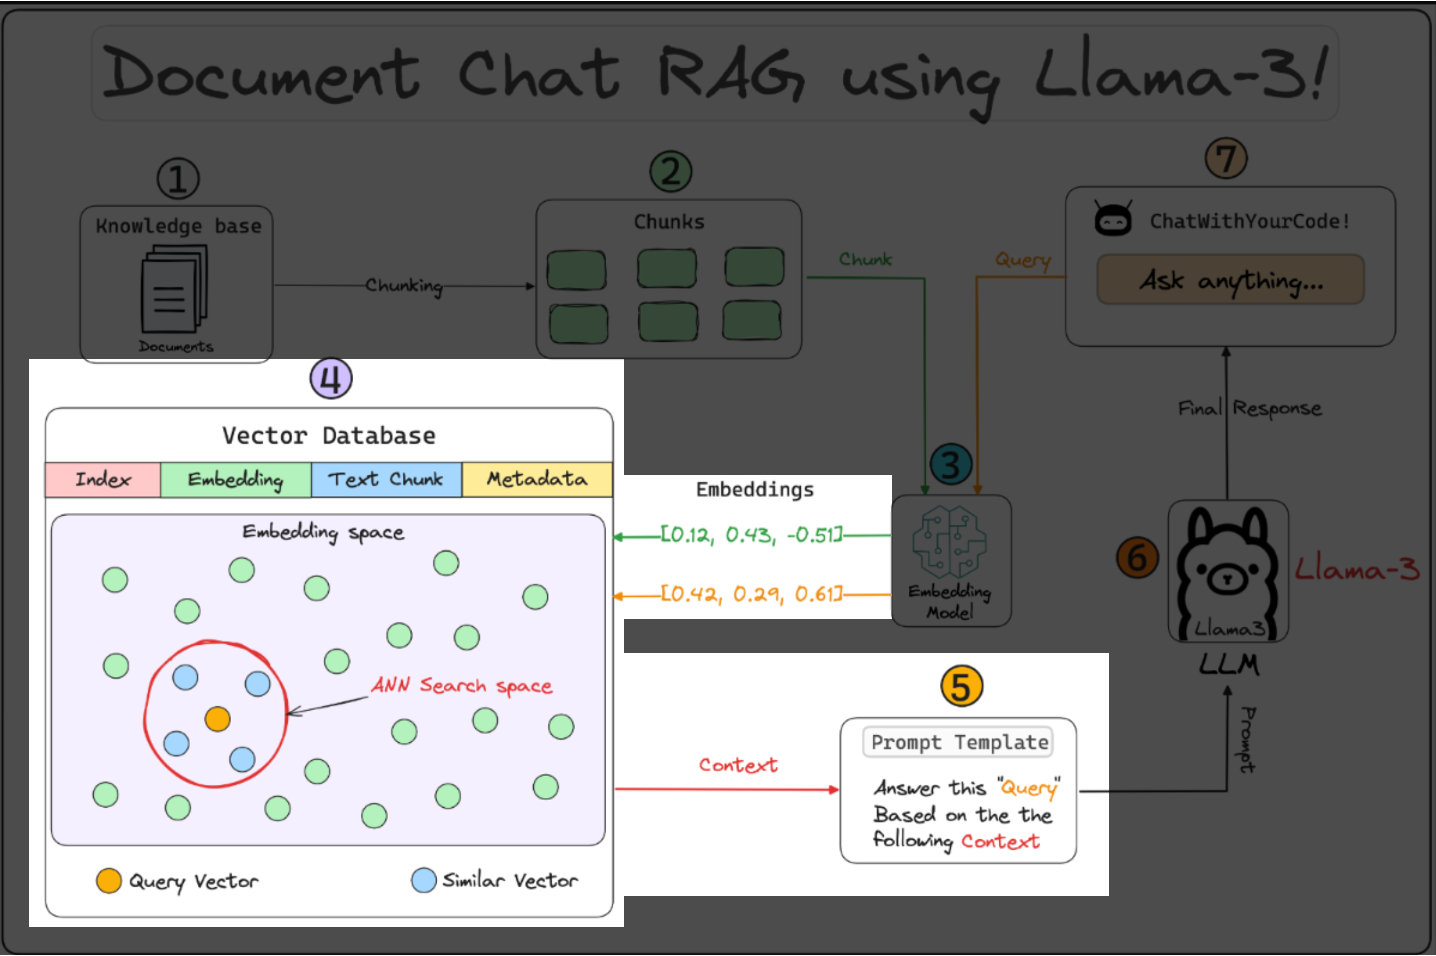 Document Chat RAG using Llama-3!
1
Knowledge base
Documents
Chunking
2
Chunks
Chunk
Query
7
ChatWithYourCode!
Ask anything...
Final Response
4
Vector Database
Index
Embedding
Text Chunk
Metadata
Embedding space
ANN Search space
Query Vector
Similar Vector
Embeddings
[0.12, 0.43, -0.51]
[0.42, 0.29, 0.61]
3
Embedding
Model
Context
5
Prompt Template
Answer this "Query"
Based on the the
following Context
Prompt
6
Llama3
Llama-3
LLM